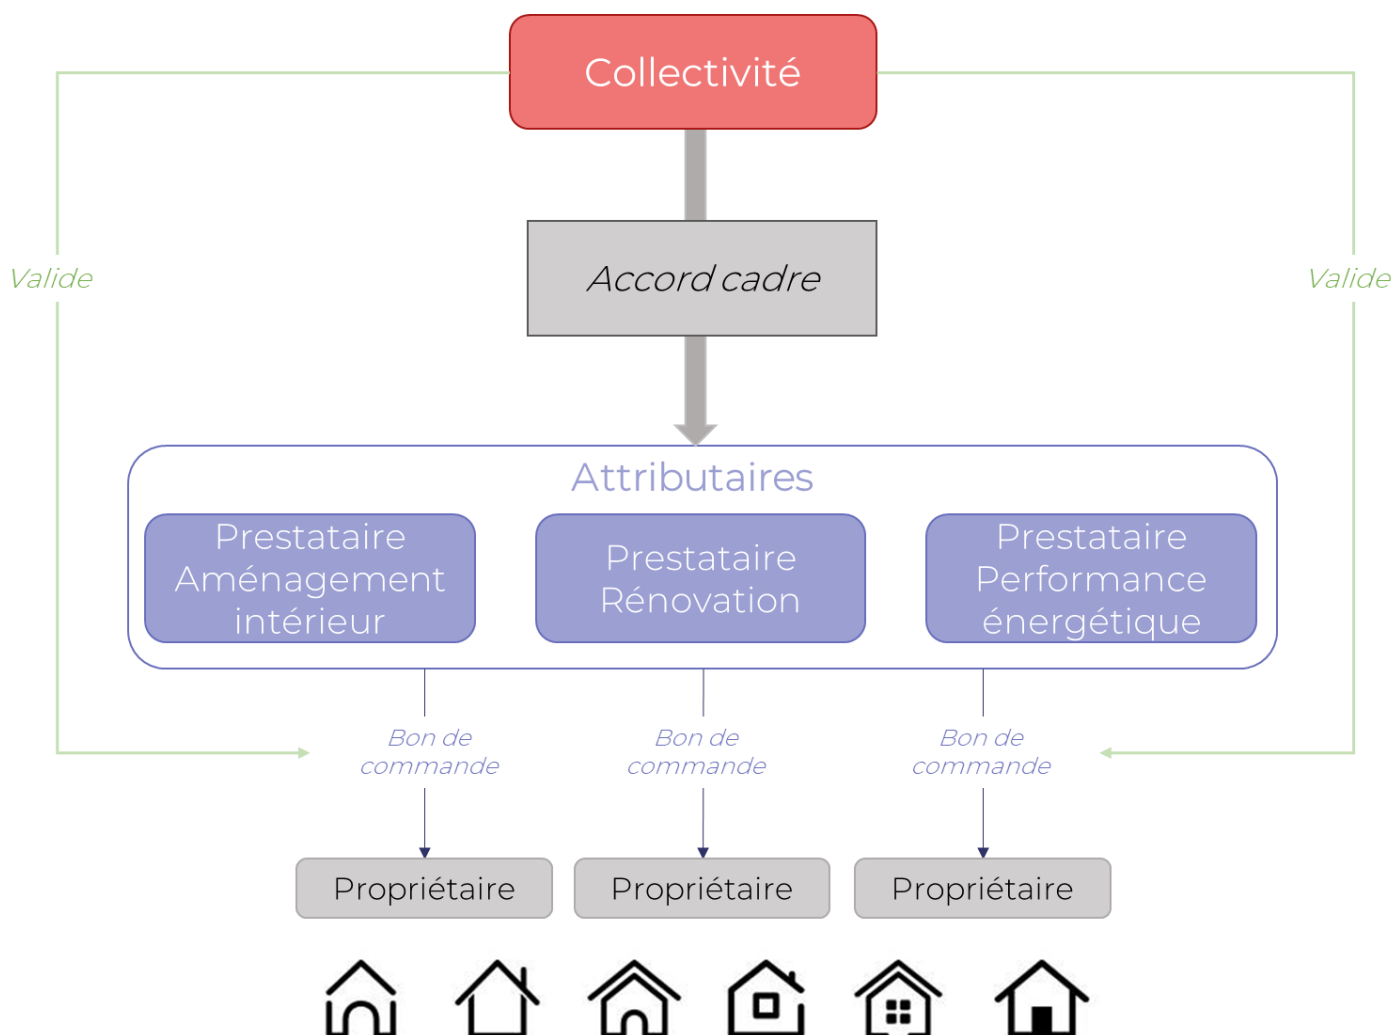 Collectivité
Accord cadre
Valide
Valide
Attributaires
Prestataire
Aménagement
intérieur
Prestataire
Rénovation
Prestataire
Performance
énergétique
Bon de
commande
Bon de
commande
Bon de
commande
Propriétaire
Propriétaire
Propriétaire